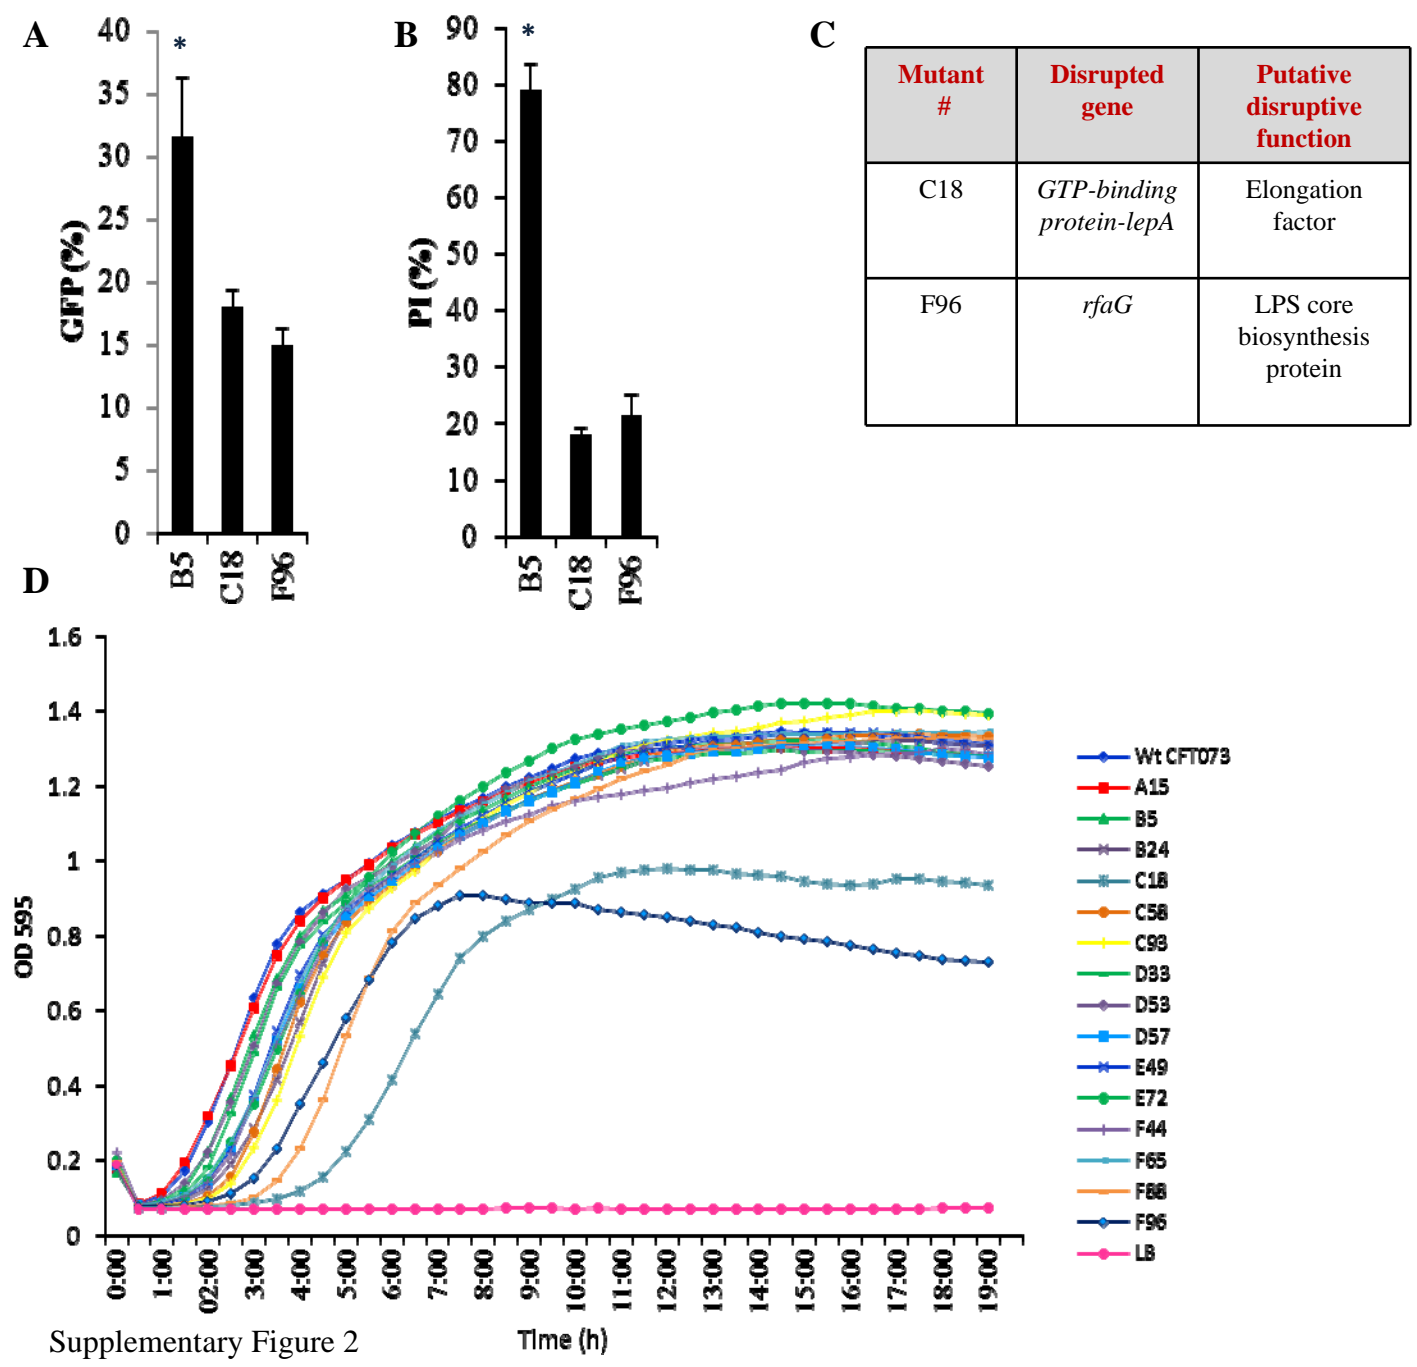 A
GFP (%)
40
35
30
25
20
15
10
5
0
*
B5
C18
F96
B
PI (%)
90
80
70
60
50
40
30
20
10
0
*
B5
C18
F96
C
Mutant # Disrupted gene Putative disruptive function
C18 GTP-binding protein-lepA Elongation factor
F96 rfaG LPS core biosynthesis protein
D
OD 595
1.6
1.4
1.2
1
0.8
0.6
0.4
0.2
0
0:00
1:00
02:00
3:00
4:00
5:00
6:00
7:00
8:00
9:00
10:00
11:00
12:00
13:00
14:00
15:00
16:00
17:00
18:00
19:00
Time (h)
Wt CFT073
A15
B5
B24
C18
C58
C93
D33
D53
D57
E49
E72
F44
F65
F88
F96
LB
Supplementary Figure 2